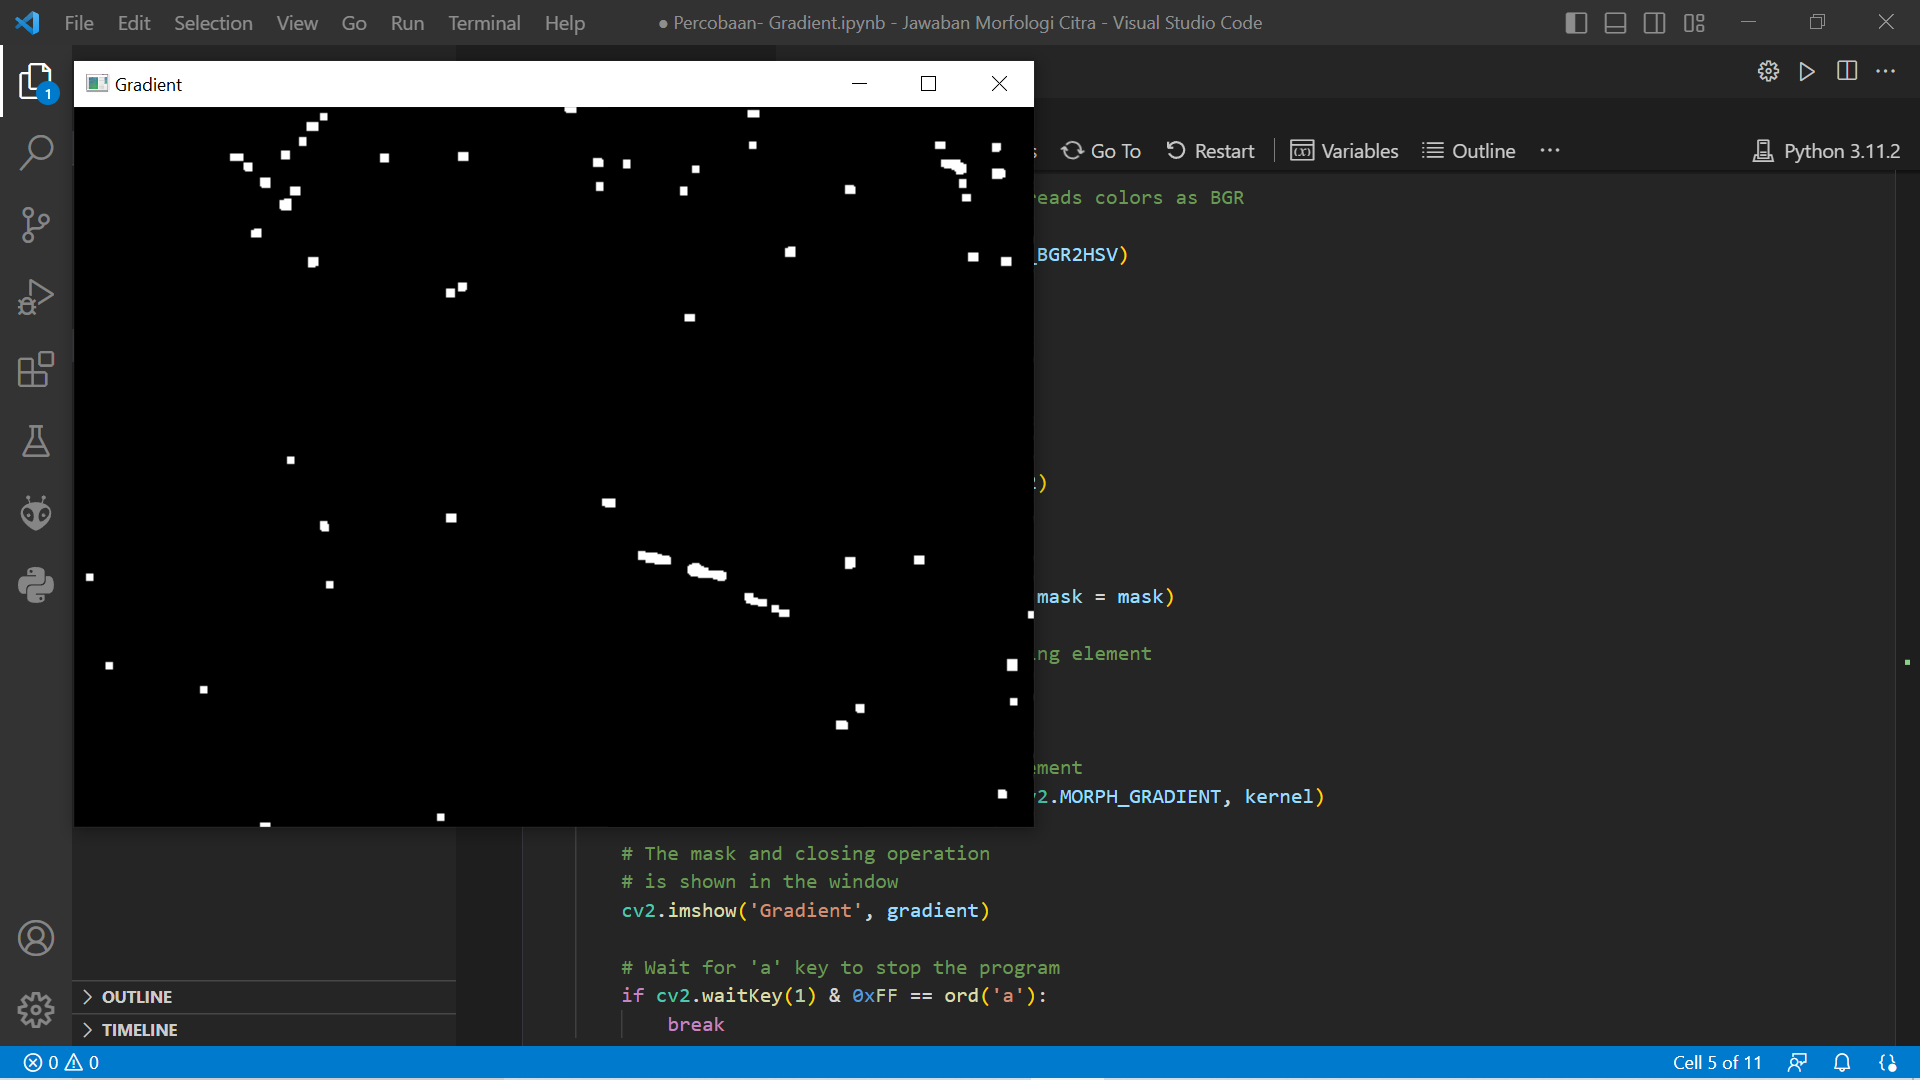 File Edit Selection View Go Run Terminal Help
● Percobaan- Gradient.ipynb - Jawaban Morfologi Citra - Visual Studio Code
1
Gradient
Go To Restart Variables Outline ··· Python 3.11.2
eads colors as BGR
_BGR2HSV)
)
mask = mask)
ng element
ment
2.MORPH_GRADIENT, kernel)
# The mask and closing operation
# is shown in the window
cv2.imshow('Gradient', gradient)
# Wait for 'a' key to stop the program
if cv2.waitKey(1) & 0xFF == ord('a'):
break
OUTLINE
TIMELINE
0 0
Cell 5 of 11